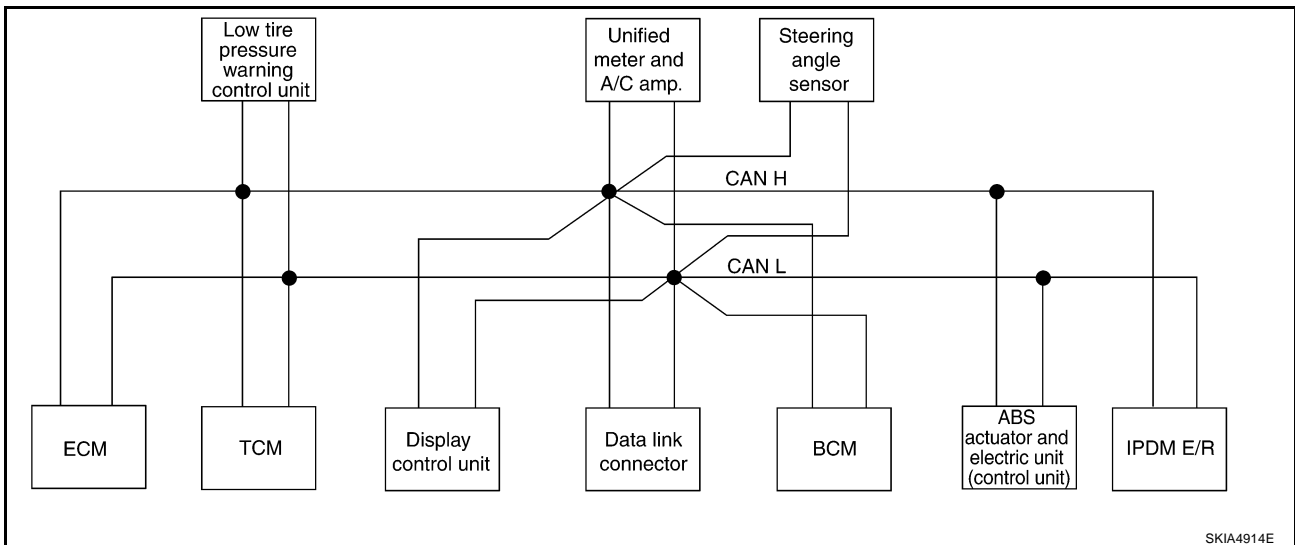 Low tire
pressure
warning
control unit
Unified
meter and
A/C amp.
Steering
angle
sensor
CAN H
CAN L
ECM
TCM
Display
control unit
Data link
connector
BCM
ABS
actuator and
electric unit
(control unit)
IPDM E/R
SKIA4914E